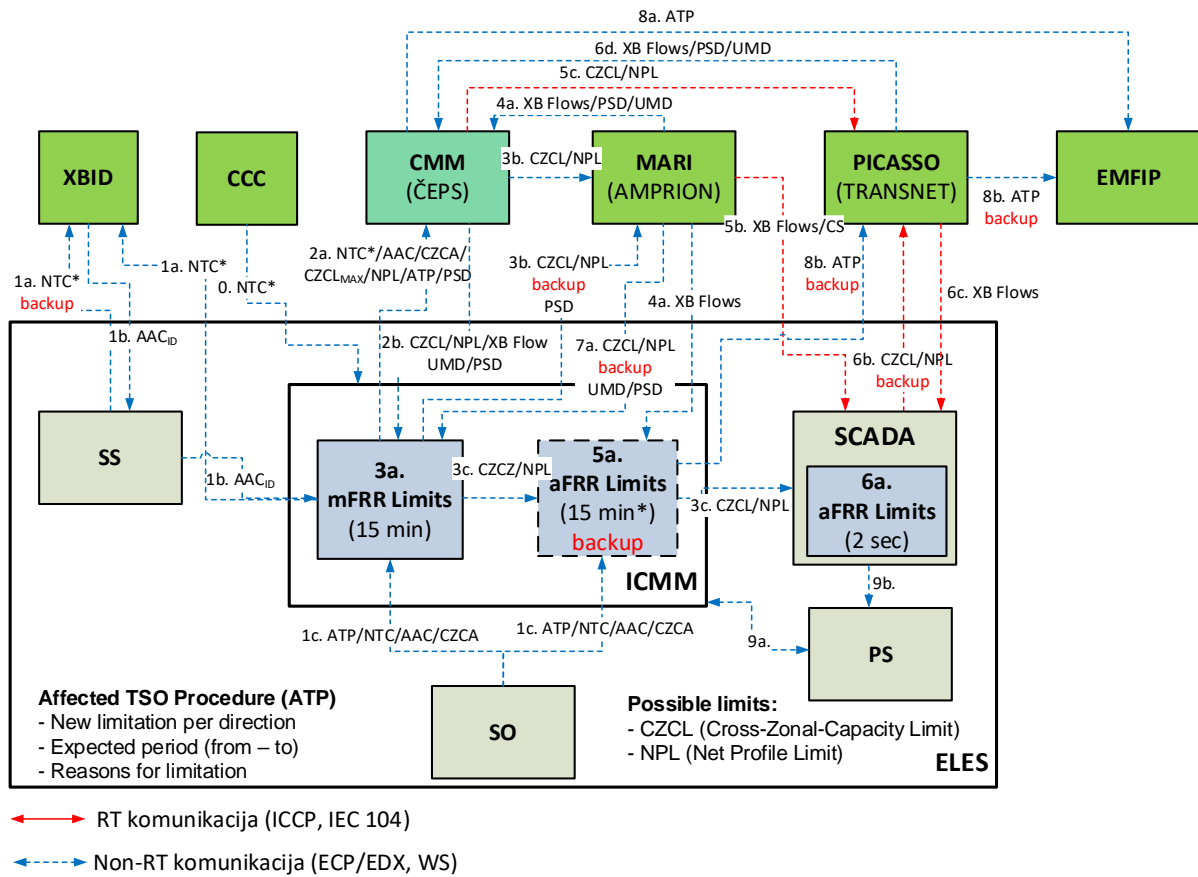 8a. ATP
6d. XB Flows/PSD/UMD
5c. CZCL/NPL
4a. XB Flows/PSD/UMD
XBID
CCC
CMM
(ČEPS)
3b. CZCL/NPL
MARI
(AMPRION)
PICASSO
(TRANSNET)
EMFIP
8b. ATP
backup
5b. XB Flows/CS
1a. NTC*
backup
1a. NTC*
0. NTC*
2a. NTC*/AAC/CZCA/
CZCLMAX/NPL/ATP/PSD
3b. CZCL/NPL
backup
PSD
4a. XB Flows
8b. ATP
backup
6c. XB Flows
1b. AACID
2b. CZCL/NPL/XB Flow
UMD/PSD
7a. CZCL/NPL
backup
UMD/PSD
6b. CZCL/NPL
backup
SS
1b. AACID
3a.
mFRR Limits
(15 min)
3c. CZCZ/NPL
5a.
aFRR Limits
(15 min*)
backup
3c. CZCL/NPL
SCADA
6a.
aFRR Limits
(2 sec)
ICMM
9b.
1c. ATP/NTC/AAC/CZCA
1c. ATP/NTC/AAC/CZCA
9a.
PS
SO
Affected TSO Procedure (ATP)
- New limitation per direction
- Expected period (from – to)
- Reasons for limitation
Possible limits:
- CZCL (Cross-Zonal-Capacity Limit)
- NPL (Net Profile Limit)
ELES
RT komunikacija (ICCP, IEC 104)
Non-RT komunikacija (ECP/EDX, WS)